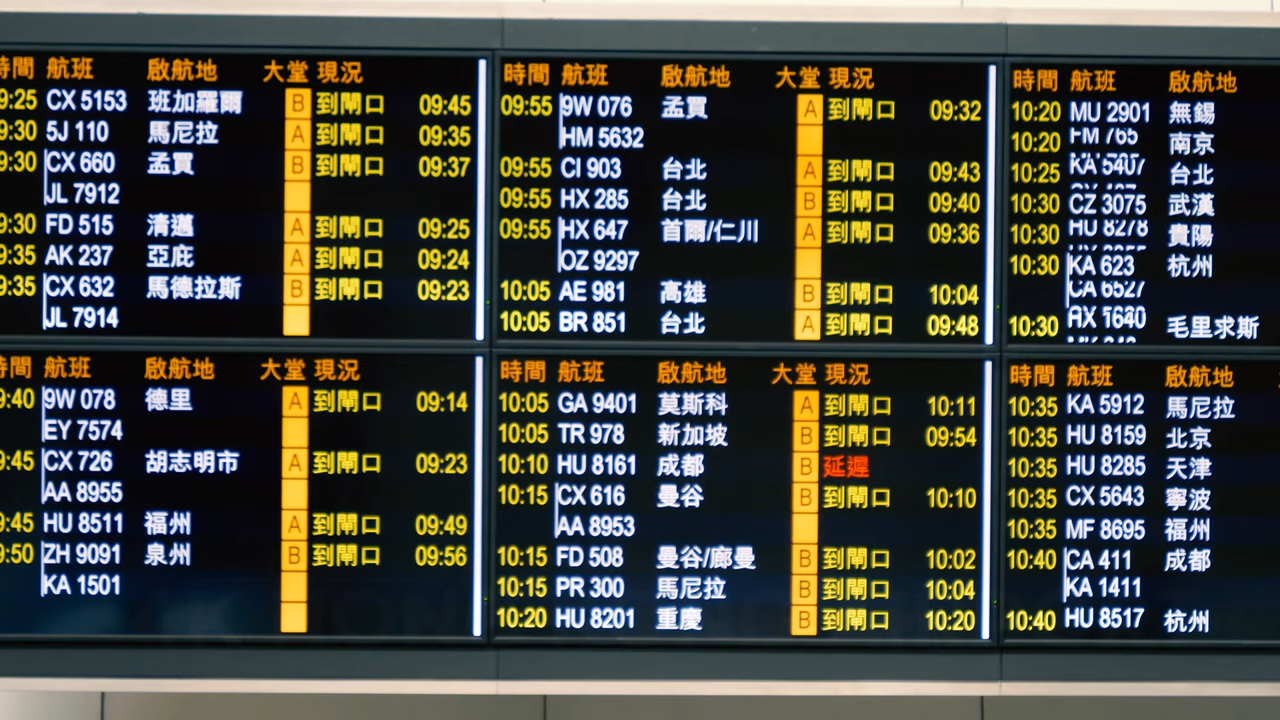 時間 航班 啟航地 大堂 現況
9:25 CX 5153 班加羅爾 B 到閘口 09:45
9:30 5J 110 馬尼拉 A 到閘口 09:35
9:30 CX 660 孟買 B 到閘口 09:37
JL 7912
9:30 FD 515 清邁 A 到閘口 09:25
9:35 AK 237 亞庇 A 到閘口 09:24
9:35 CX 632 馬德拉斯 B 到閘口 09:23
JL 7914
時間 航班 啟航地 大堂 現況
9:40 9W 078 德里 A 到閘口 09:14
EY 7574
9:45 CX 726 胡志明市 A 到閘口 09:23
AA 8955
9:45 HU 8511 福州 A 到閘口 09:49
9:50 ZH 9091 泉州 B 到閘口 09:56
KA 1501
時間 航班 啟航地 大堂 現況
09:55 9W 076 孟買 A 到閘口 09:32
HM 5632
09:55 CI 903 台北 A 到閘口 09:43
09:55 HX 285 台北 B 到閘口 09:40
09:55 HX 647 首爾/仁川 A 到閘口 09:36
OZ 9297
10:05 AE 981 高雄 B 到閘口 10:04
10:05 BR 851 台北 A 到閘口 09:48
時間 航班 啟航地 大堂 現況
10:05 GA 9401 莫斯科 A 到閘口 10:11
10:05 TR 978 新加坡 B 到閘口 09:54
10:10 HU 8161 成都 B 延遲
10:15 CX 616 曼谷 B 到閘口 10:10
AA 8953
10:15 FD 508 曼谷/廊曼 B 到閘口 10:02
10:15 PR 300 馬尼拉 B 到閘口 10:04
10:20 HU 8201 重慶 B 到閘口 10:20
時間 航班 啟航地
10:20 MU 2901 無錫
10:20 FM 765 南京
10:25 KA 5407 台北
10:30 CZ 3075 武漢
10:30 HU 8278 貴陽
10:30 KA 623 杭州
CA 6527
10:30 毛里求斯
時間 航班 啟航地
10:35 KA 5912 馬尼拉
10:35 HU 8159 北京
10:35 HU 8285 天津
10:35 CX 5643 寧波
10:35 MF 8695 福州
10:40 CA 411 成都
KA 1411
10:40 HU 8517 杭州